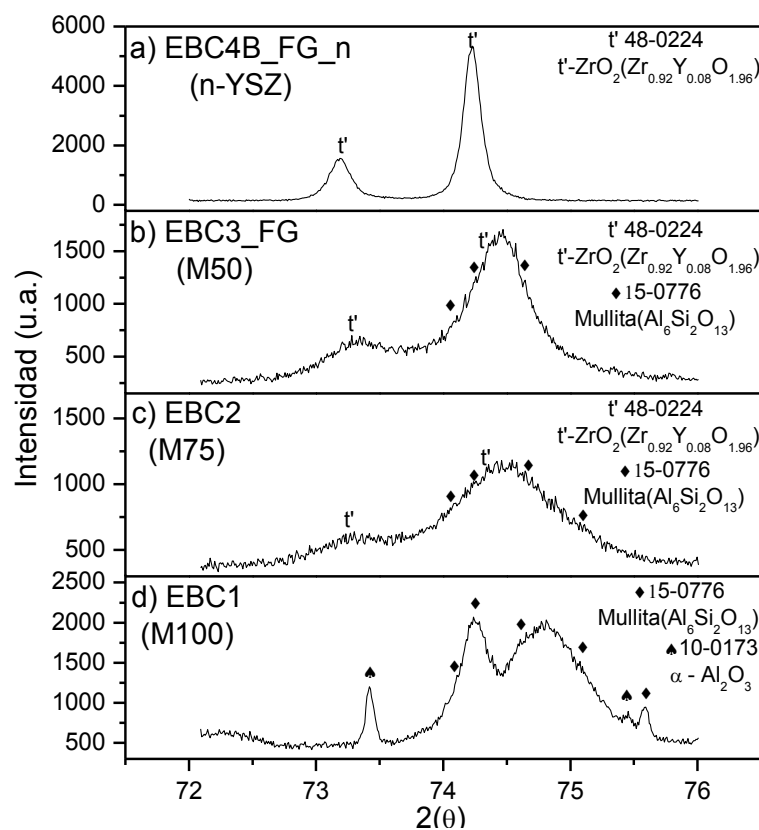 Intensidad (u.a.)
6000
4000
2000
0
a) EBC4B_FG_n
(n-YSZ)
t'
t'
t' 48-0224
t'-ZrO₂(Zr₀.₉₂Y₀.₀₈O₁.₉₆)
1500
1000
500
b) EBC3_FG
(M50)
t'
♦
♦
t'
♦
t' 48-0224
t'-ZrO₂(Zr₀.₉₂Y₀.₀₈O₁.₉₆)
♦ 15-0776
Mullita(Al₆Si₂O₁₃)
1500
1000
500
c) EBC2
(M75)
t'
♦
♦
t'
♦
♦
t' 48-0224
t'-ZrO₂(Zr₀.₉₂Y₀.₀₈O₁.₉₆)
♦ 15-0776
Mullita(Al₆Si₂O₁₃)
2500
2000
1500
1000
500
d) EBC1
(M100)
♠
♦
♦
♦
♦
♠
♦
♦ 15-0776
Mullita(Al₆Si₂O₁₃)
♠ 10-0173
α - Al₂O₃
72 73 74 75 76
2(θ)